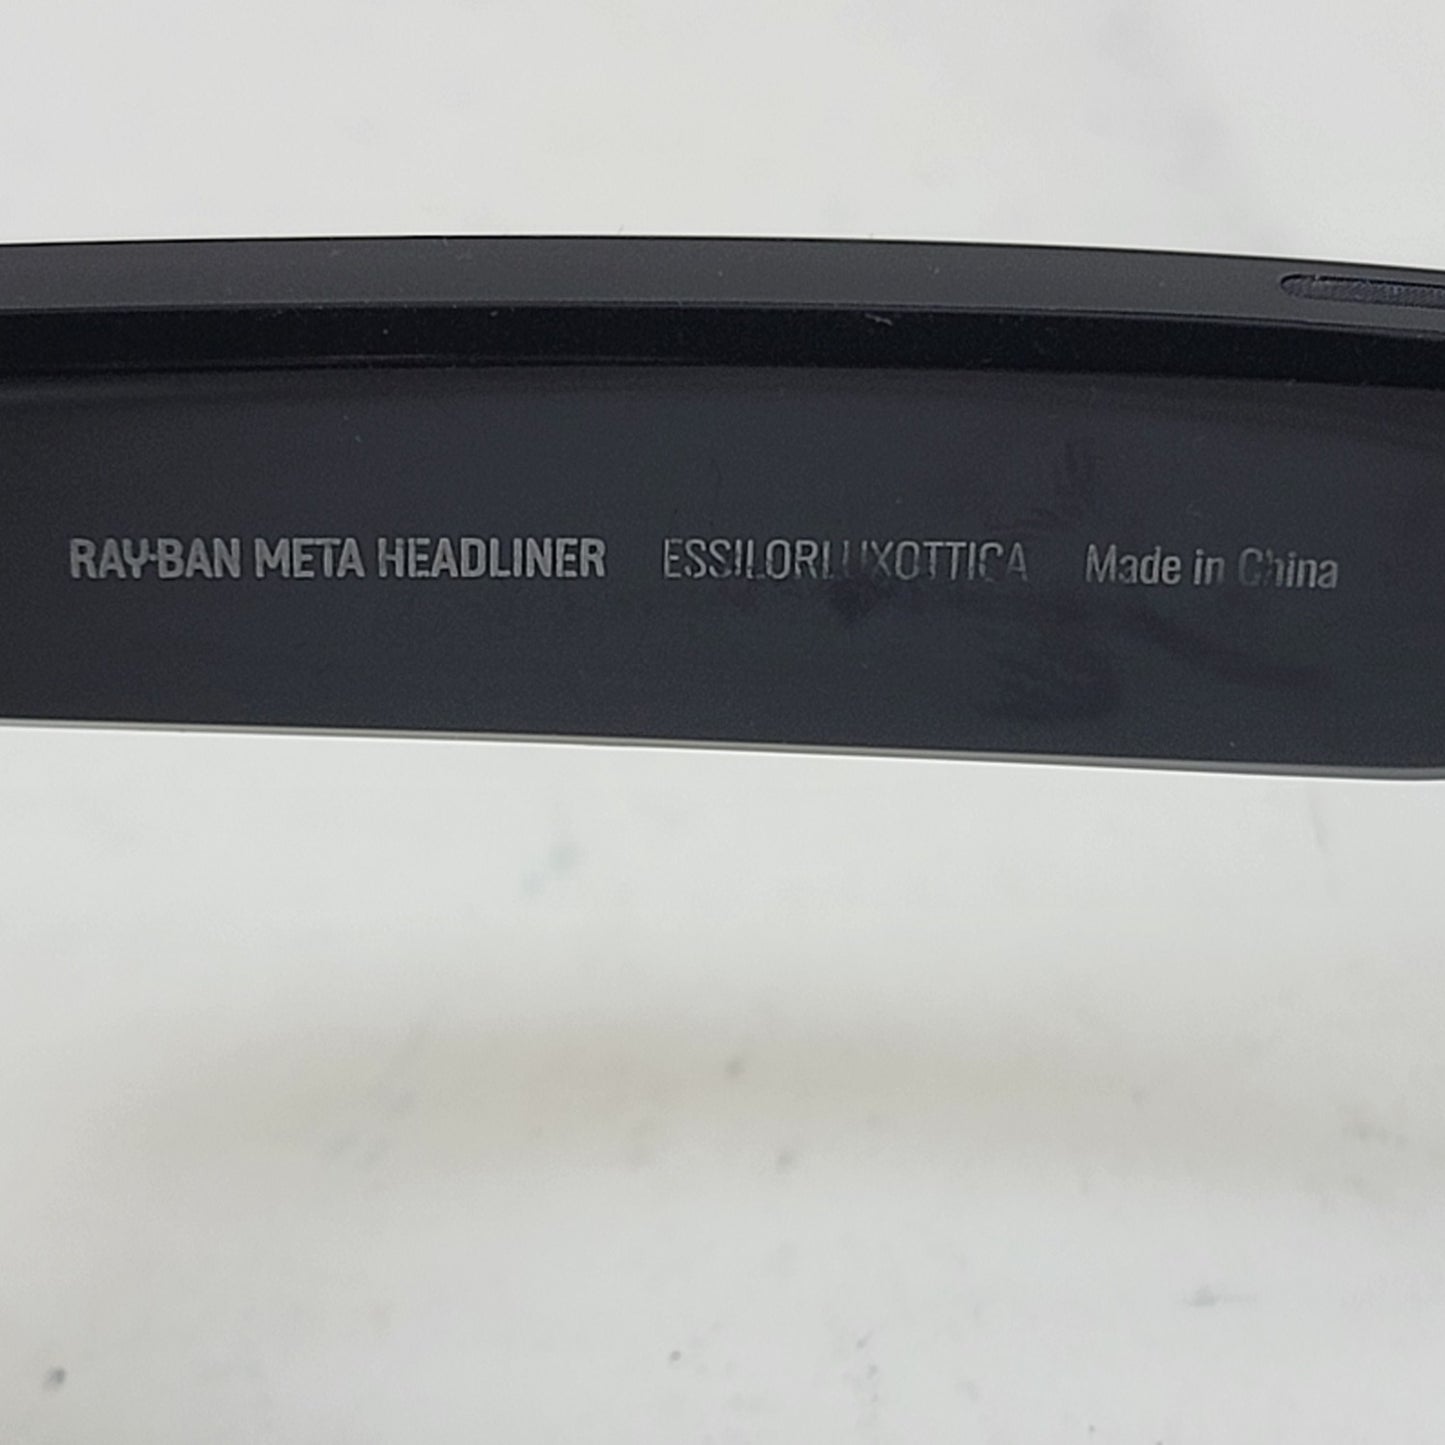 RAY-BAN META HEADLINER ESSILORLUXOTTICA Made in China